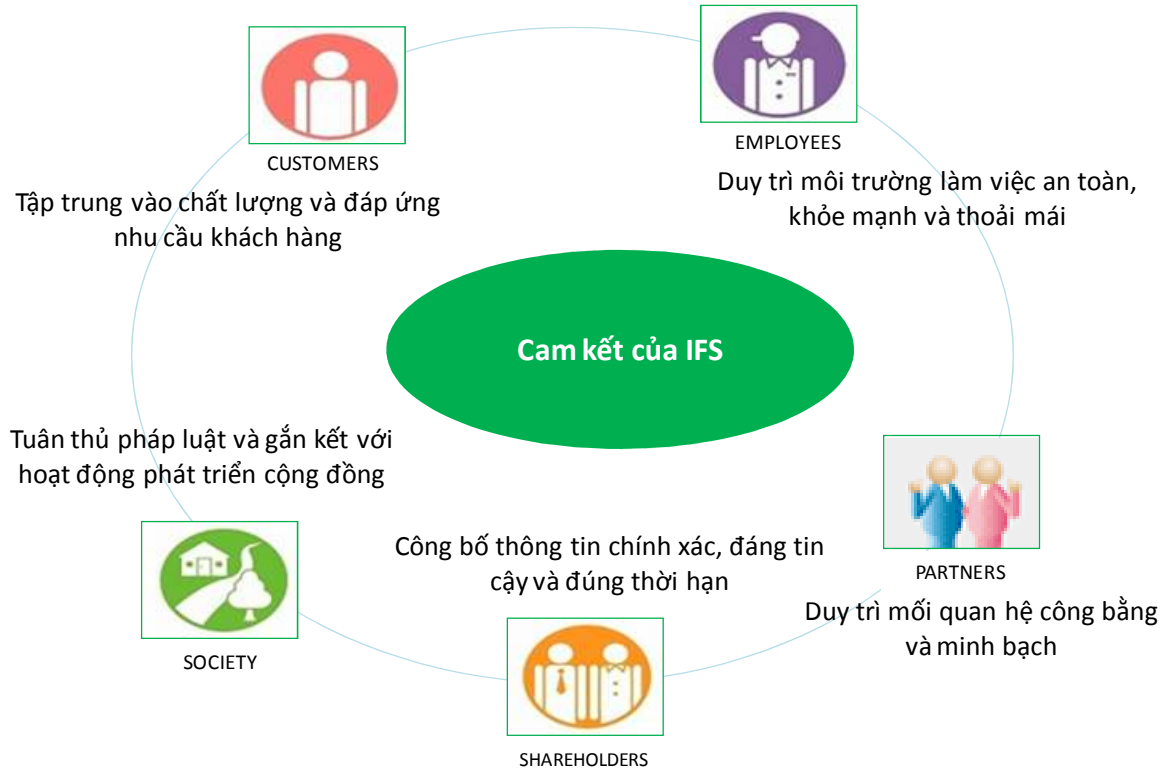 CUSTOMERS
Tập trung vào chất lượng và đáp ứng
nhu cầu khách hàng
EMPLOYEES
Duy trì môi trường làm việc an toàn,
khỏe mạnh và thoải mái
Cam kết của IFS
Tuân thủ pháp luật và gắn kết với
hoạt động phát triển cộng đồng
SOCIETY
Công bố thông tin chính xác, đáng tin
cậy và đúng thời hạn
SHAREHOLDERS
PARTNERS
Duy trì mối quan hệ công bằng
và minh bạch